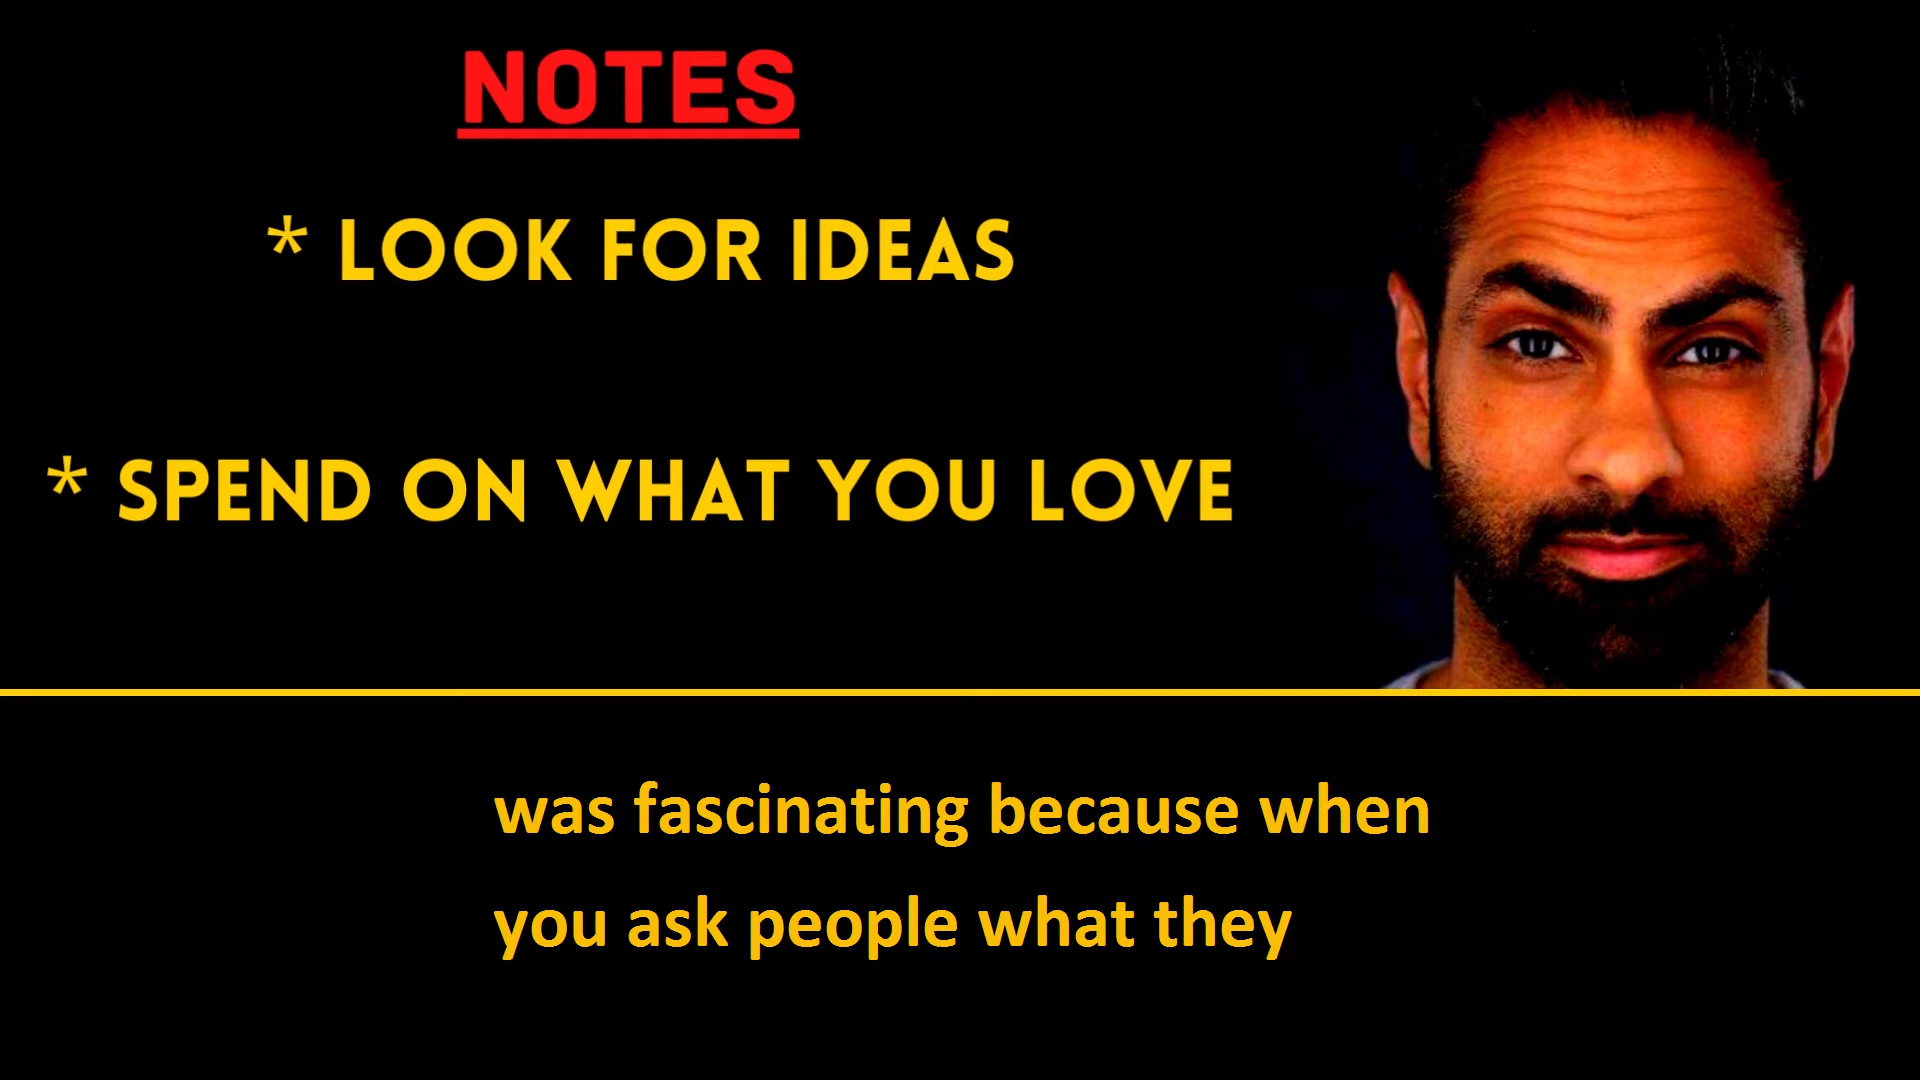 NOTES
* LOOK FOR IDEAS
* SPEND ON WHAT YOU LOVE
was fascinating because when
you ask people what they